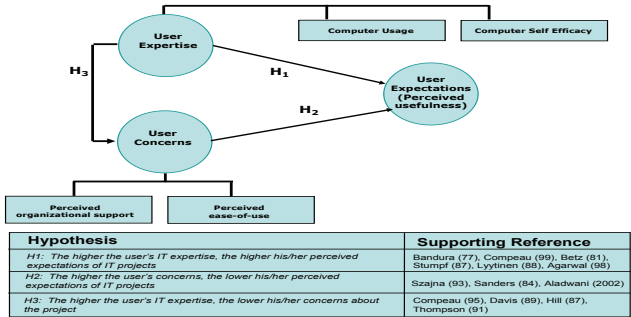 User
Expertise
Computer Usage
Computer Self Efficacy
H3
H1
User
Expectations
(Perceived
usefulness)
H2
User
Concerns
Perceived
organizational support
Perceived
ease-of-use
Hypothesis
Supporting Reference
H1: The higher the user's IT expertise, the higher his/her perceived
expectations of IT projects
Bandura (77), Compeau (99), Betz (81),
Stumpf (87), Lyytinen (88), Agarwal (98)
H2: The higher the user's concerns, the lower his/her perceived
expectations of IT projects
Szajna (93), Sanders (84), Aladwani (2002)
H3: The higher the user's IT expertise, the lower his/her concerns about
the project
Compeau (95), Davis (89), Hill (87),
Thompson (91)